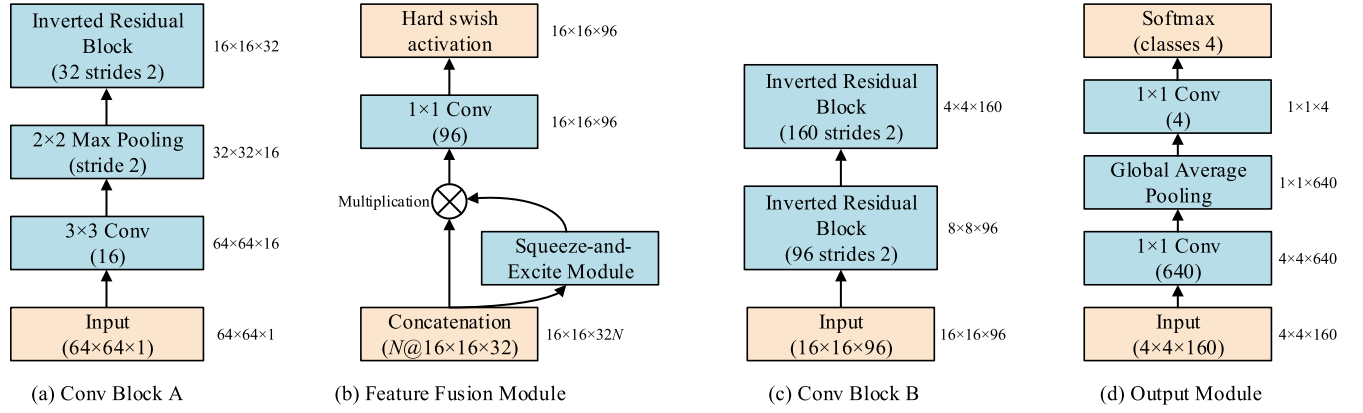 Inverted Residual
Block
(32 strides 2)
16×16×32
2×2 Max Pooling
(stride 2)
32×32×16
3×3 Conv
(16)
64×64×16
Input
(64×64×1)
64×64×1
(a) Conv Block A
Hard swish
activation
16×16×96
1×1 Conv
(96)
16×16×96
Multiplication
Squeeze-and-
Excite Module
Concatenation
(N@16×16×32)
16×16×32N
(b) Feature Fusion Module
Inverted Residual
Block
(160 strides 2)
4×4×160
Inverted Residual
Block
(96 strides 2)
8×8×96
Input
(16×16×96)
16×16×96
(c) Conv Block B
Softmax
(classes 4)
1×1 Conv
(4)
1×1×4
Global Average
Pooling
1×1×640
1×1 Conv
(640)
4×4×640
Input
(4×4×160)
4×4×160
(d) Output Module